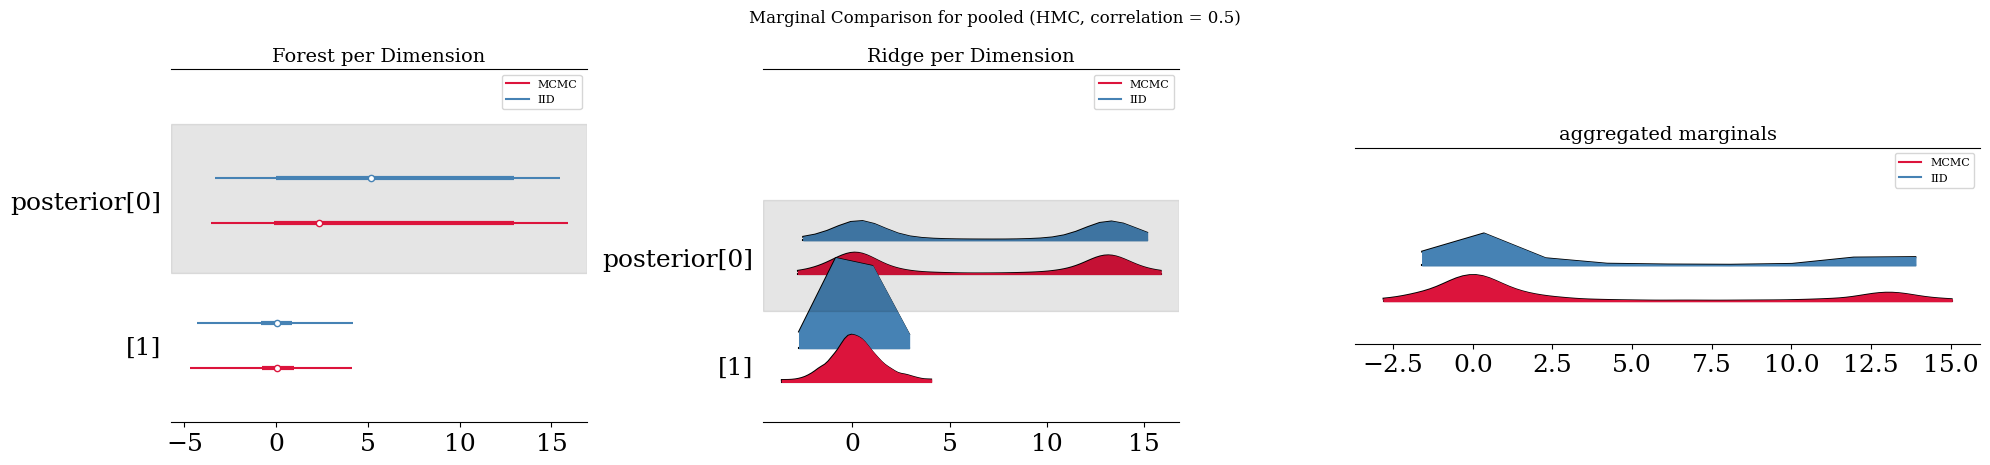 Marginal Comparison for pooled (HMC, correlation = 0.5)
Forest per Dimension
MCMC
IID
posterior[0]
[1]
−5 0 5 10 15
Ridge per Dimension
MCMC
IID
posterior[0]
[1]
0 5 10 15
aggregated marginals
MCMC
IID
−2.5 0.0 2.5 5.0 7.5 10.0 12.5 15.0